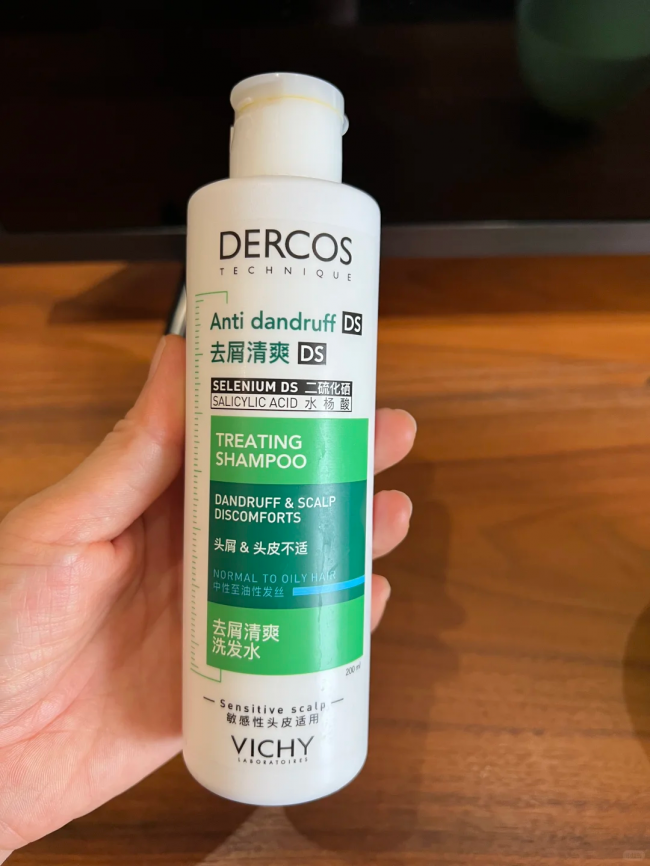 DERCOS
TECHNIQUE
Anti dandruff DS
去屑清爽 DS
SELENIUM DS 二硫化硒
SALICYLIC ACID 水杨酸
TREATING
SHAMPOO
DANDRUFF & SCALP
DISCOMFORTS
头屑 & 头皮不适
NORMAL TO OILY HAIR
中性至油性发丝
去屑清爽
洗发水
200 ml
Sensitive scalp
敏感性头皮适用
VICHY
LABORATOIRES